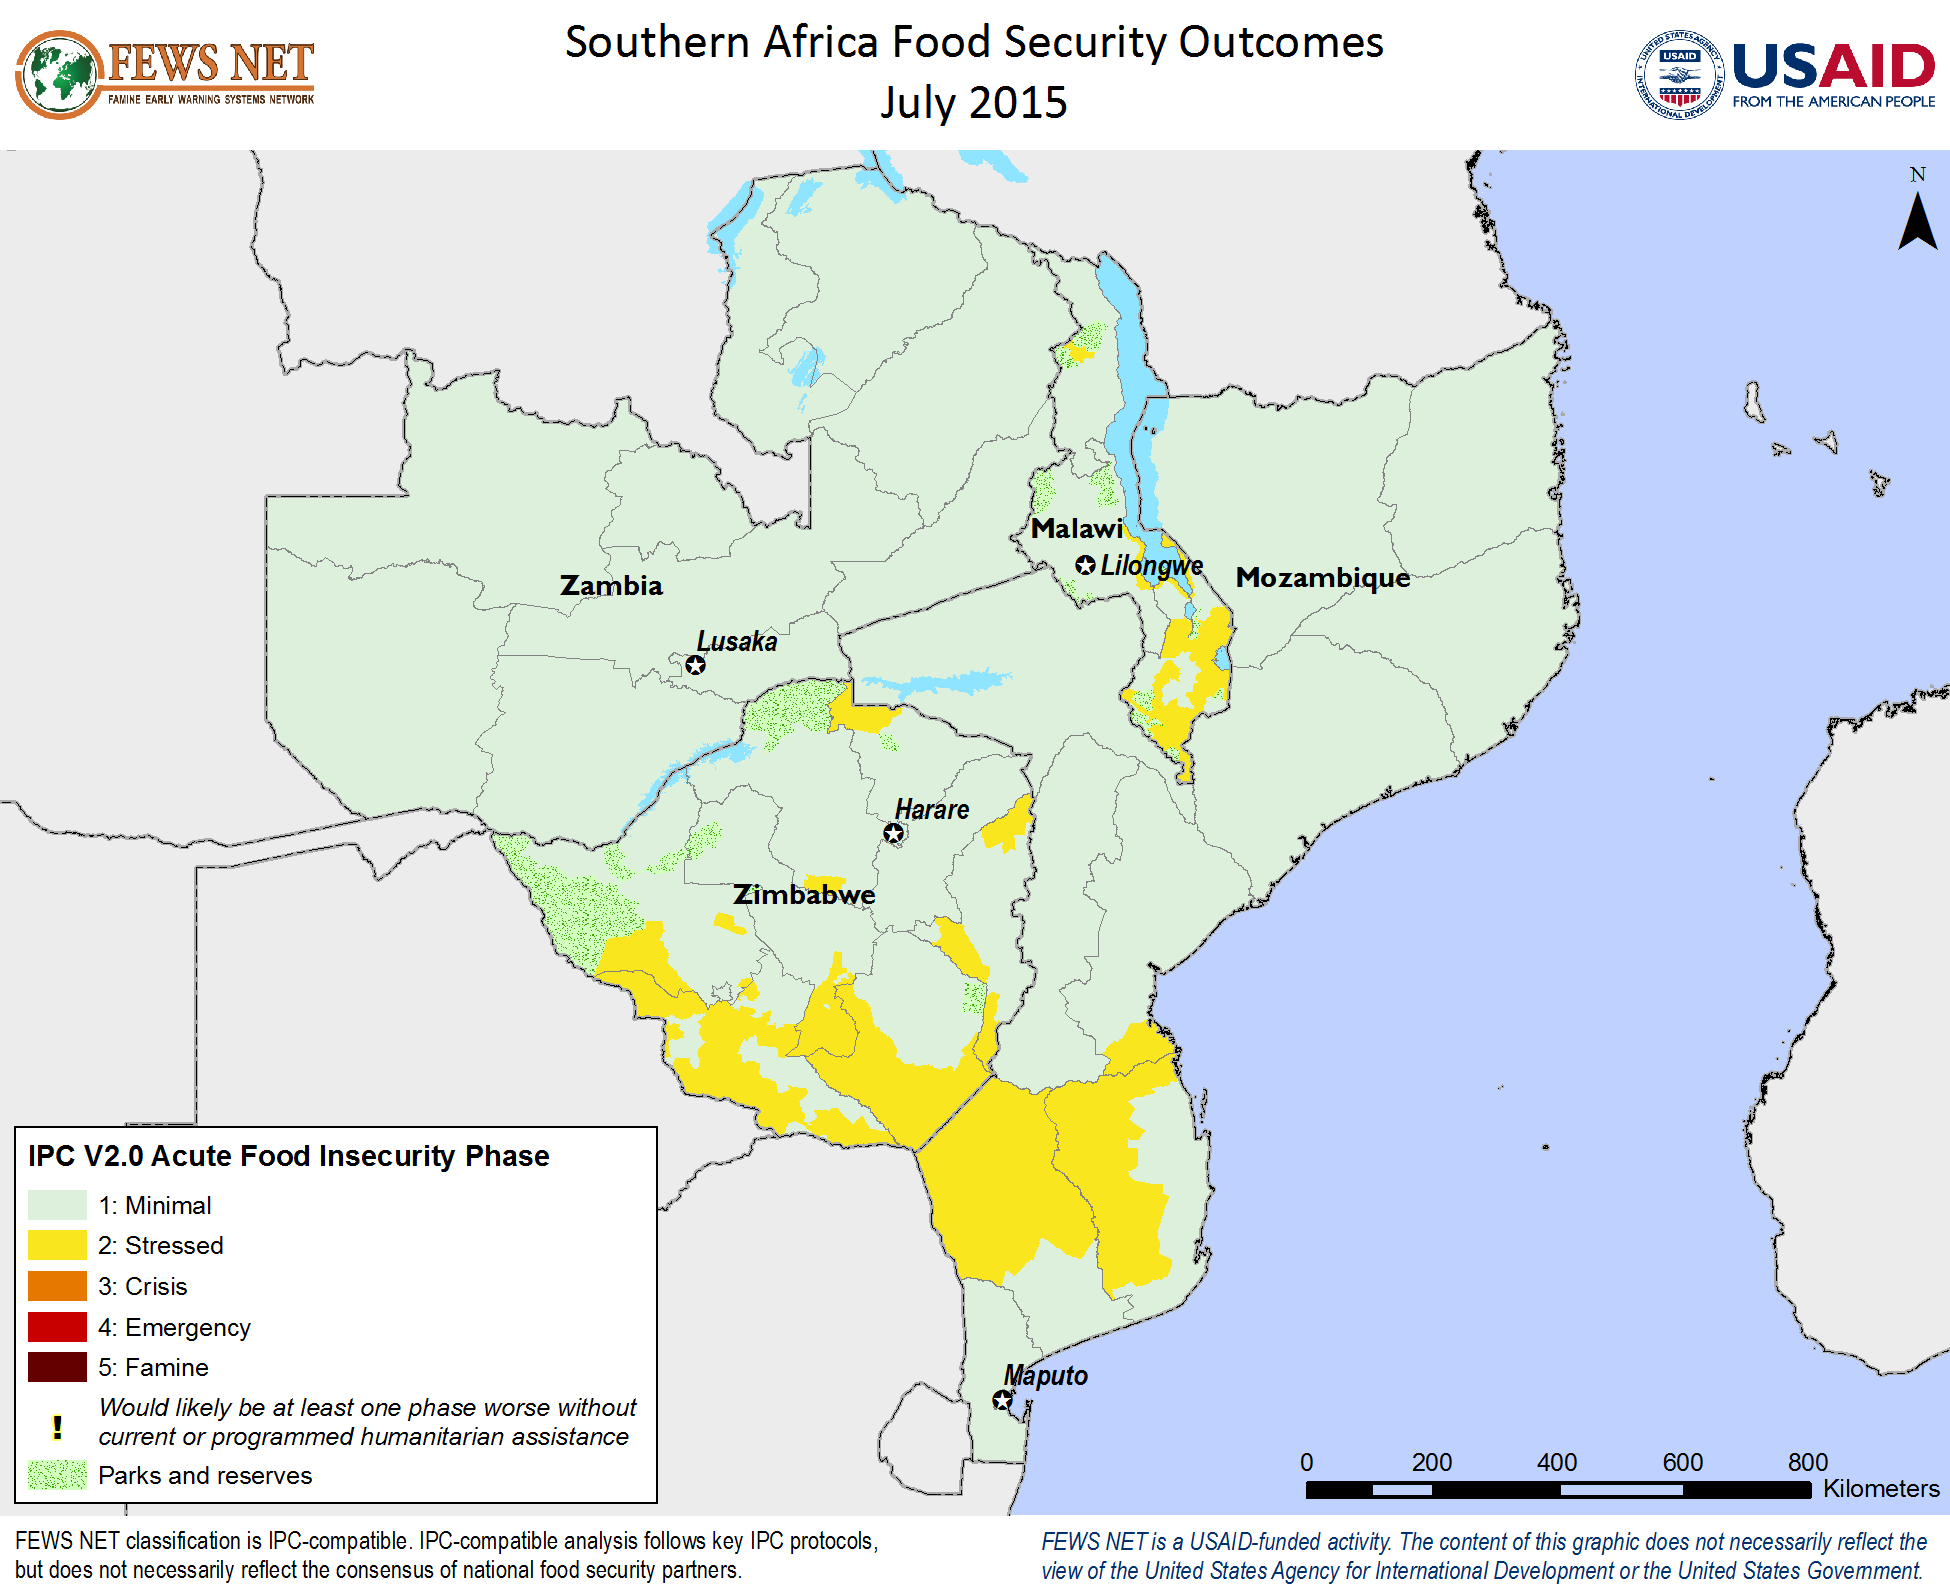 FEWS NET
FAMINE EARLY WARNING SYSTEMS NETWORK
Southern Africa Food Security Outcomes
July 2015
UNITED STATES AGENCY
USAID
INTERNATIONAL DEVELOPMENT
USAID
FROM THE AMERICAN PEOPLE
N
Malawi
Lilongwe
Mozambique
Zambia
Lusaka
Harare
Zimbabwe
Maputo
IPC V2.0 Acute Food Insecurity Phase
1: Minimal
2: Stressed
3: Crisis
4: Emergency
5: Famine
! Would likely be at least one phase worse without
current or programmed humanitarian assistance
Parks and reserves
0 200 400 600 800
Kilometers
FEWS NET classification is IPC-compatible. IPC-compatible analysis follows key IPC protocols,
but does not necessarily reflect the consensus of national food security partners.
FEWS NET is a USAID-funded activity. The content of this graphic does not necessarily reflect the
view of the United States Agency for International Development or the United States Government.